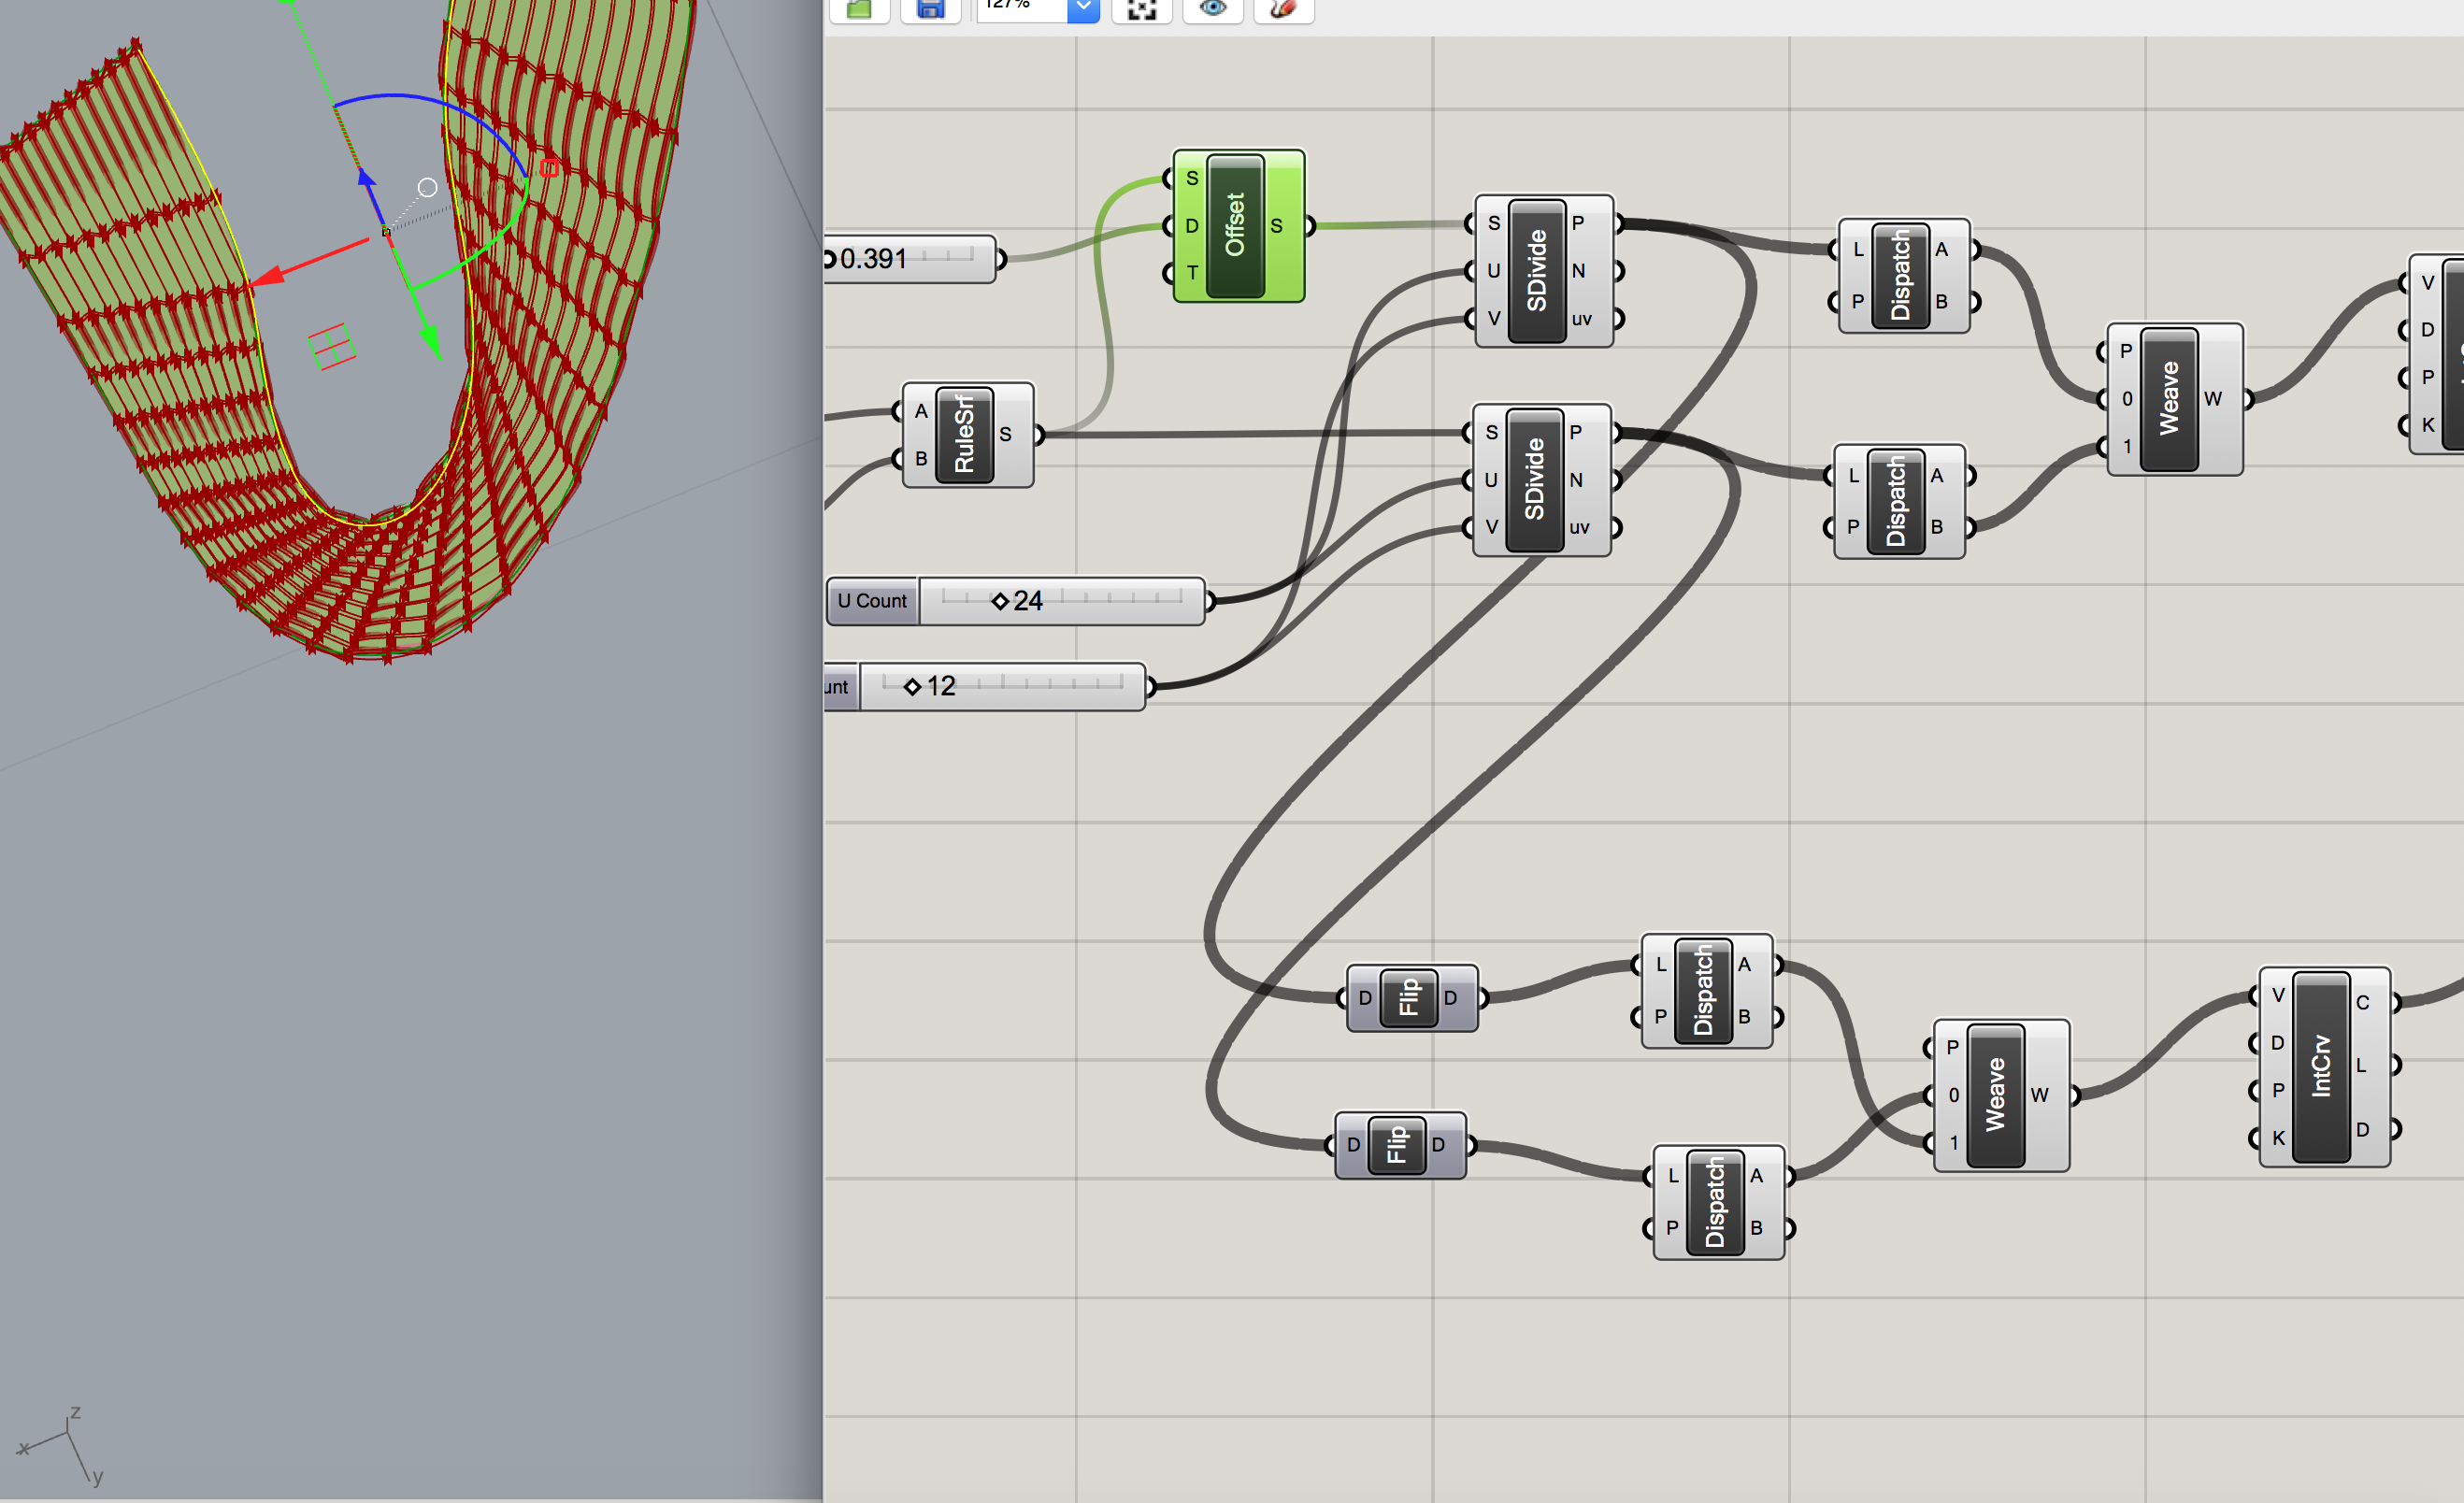 127%
0.391
S
D
T
Offset
S
S
U
V
SDivide
P
N
uv
L
P
Dispatch
A
B
P
0
1
Weave
W
V
D
P
K
A
B
RuleSrf
S
S
U
V
SDivide
P
N
uv
L
P
Dispatch
A
B
U Count
24
unt
12
D
Flip
D
L
P
Dispatch
A
B
P
0
1
Weave
W
V
D
P
K
IntCrv
C
L
D
D
Flip
D
L
P
Dispatch
A
B
z
x
y